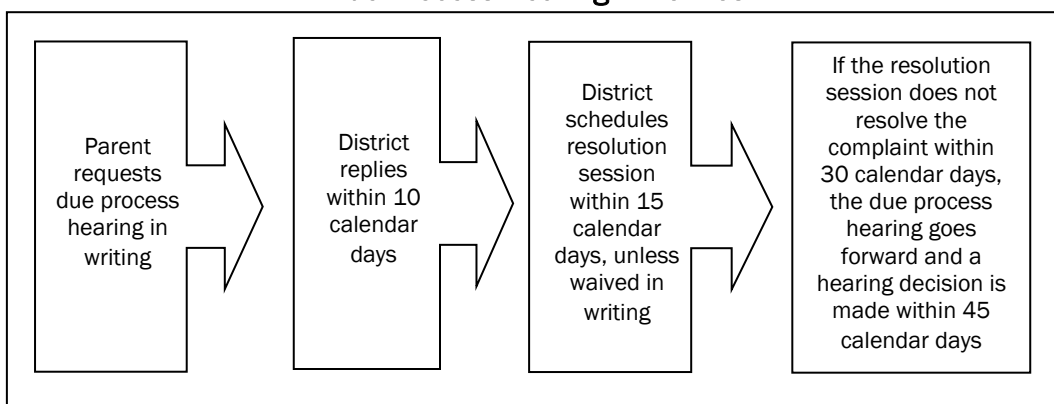 Parent
requests
due process
hearing in
writing
District
replies
within 10
calendar
days
District
schedules
resolution
session
within 15
calendar
days, unless
waived in
writing
If the resolution
session does not
resolve the
complaint within
30 calendar days,
the due process
hearing goes
forward and a
hearing decision is
made within 45
calendar days